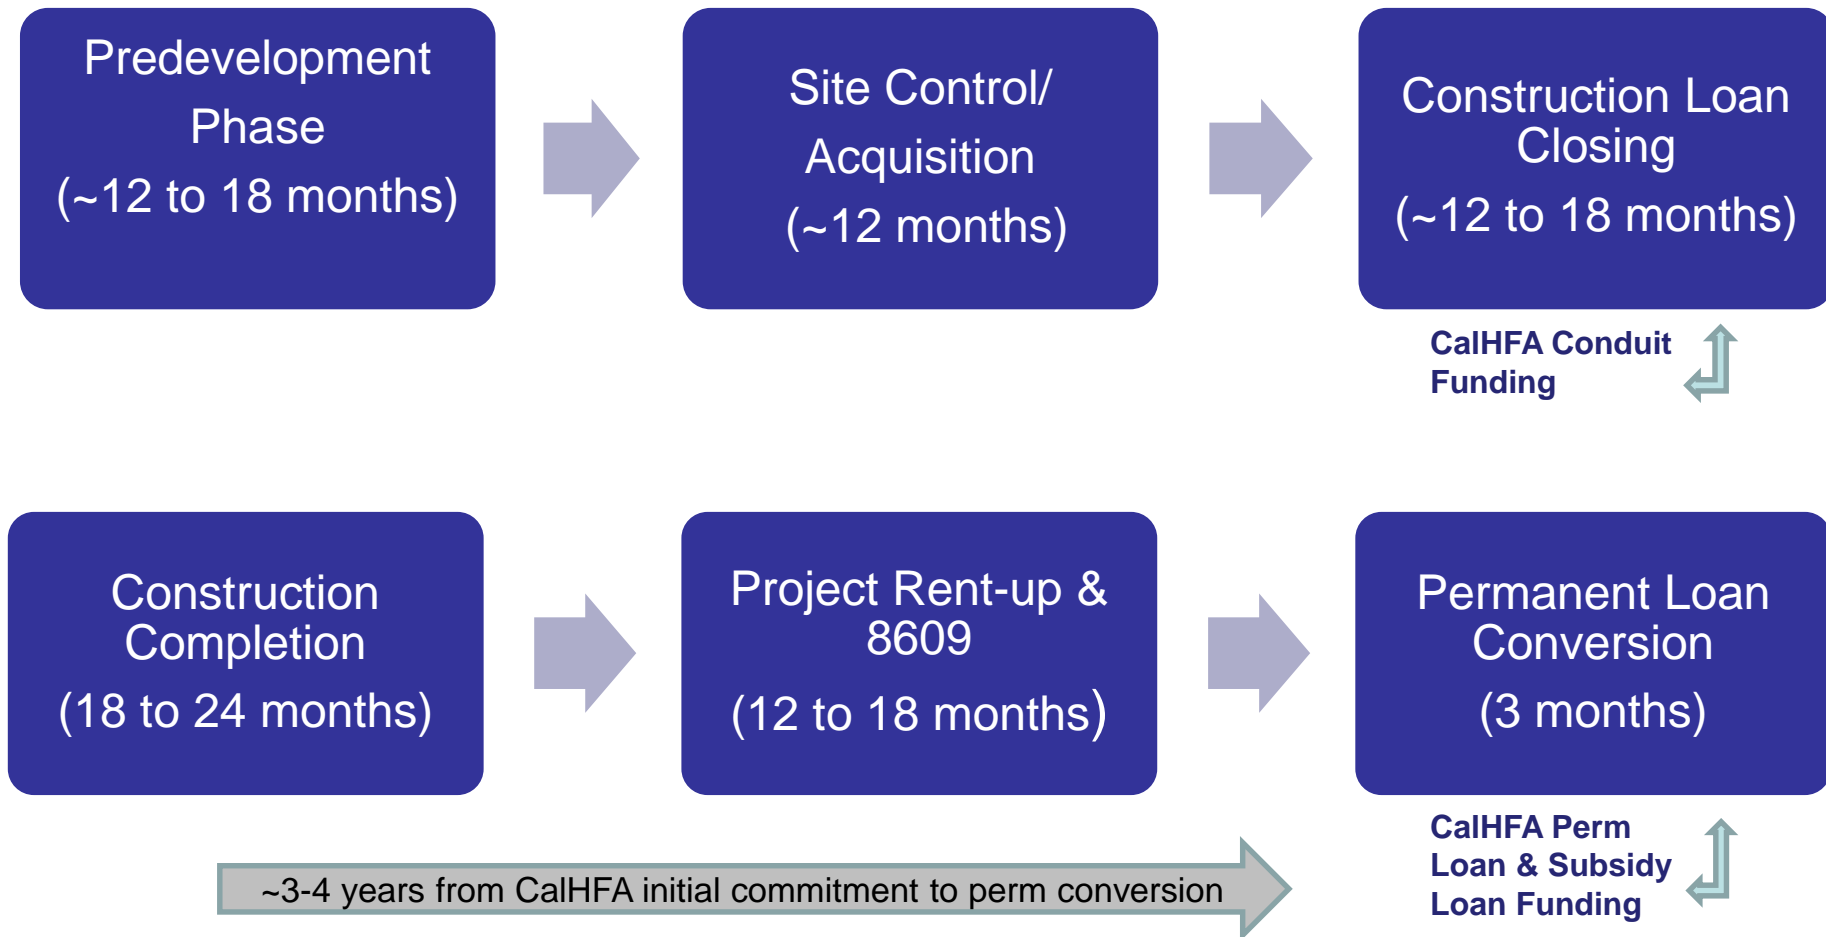 Predevelopment
Phase
(~12 to 18 months)
Site Control/
Acquisition
(~12 months)
Construction Loan
Closing
(~12 to 18 months)
CalHFA Conduit
Funding
Construction
Completion
(18 to 24 months)
Project Rent-up &
8609
(12 to 18 months)
Permanent Loan
Conversion
(3 months)
CalHFA Perm
Loan & Subsidy
Loan Funding
~3-4 years from CalHFA initial commitment to perm conversion